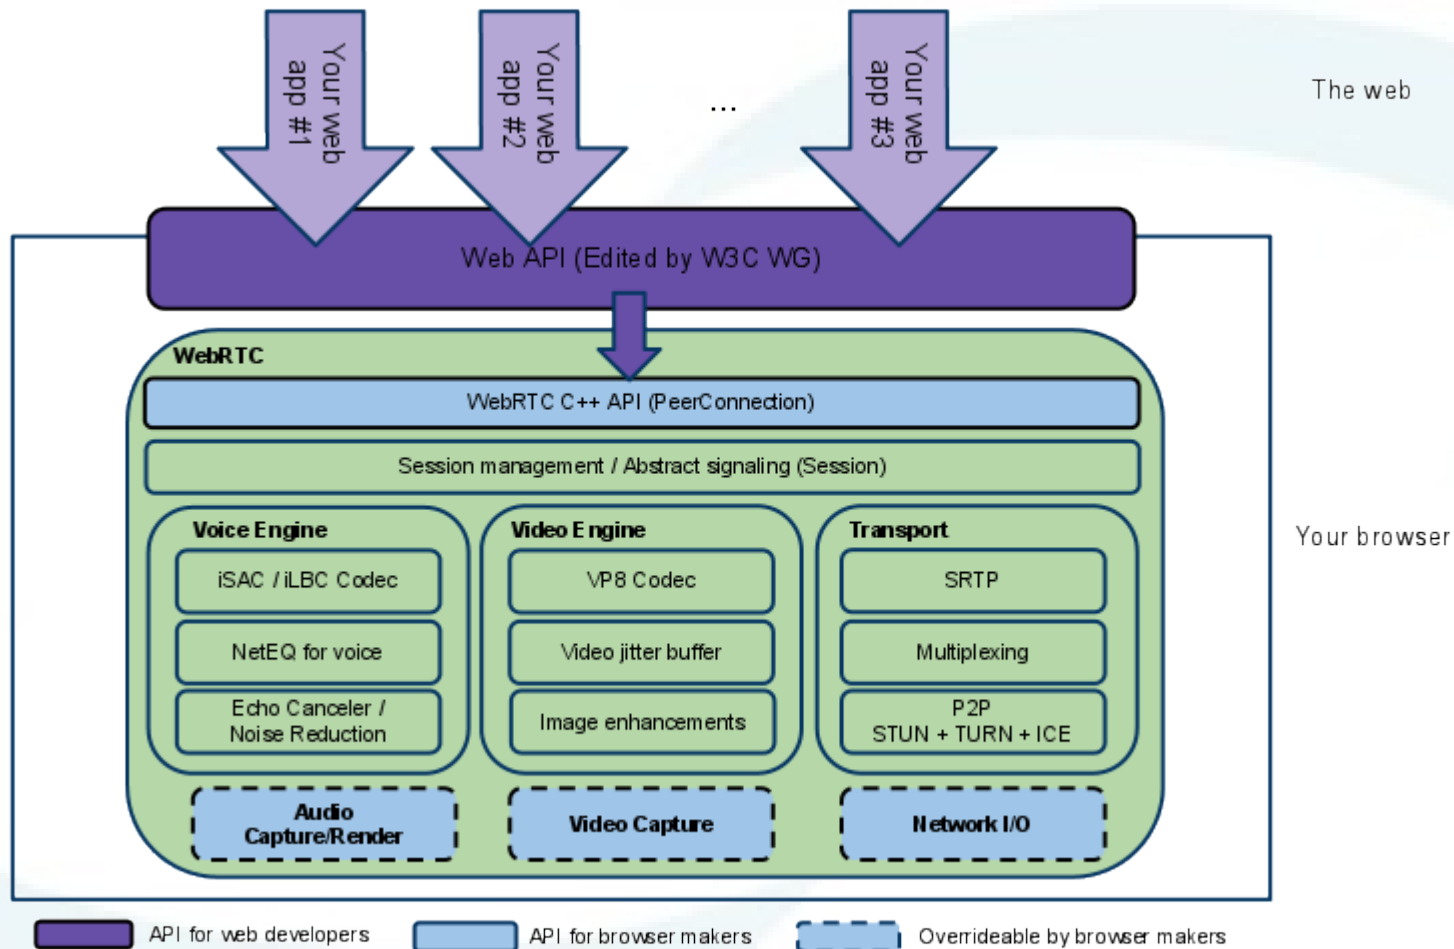 Your web
app #1
Your web
app #2
...
Your web
app #3
The web
Web API (Edited by W3C WG)
WebRTC
WebRTC C++ API (PeerConnection)
Session management / Abstract signaling (Session)
Voice Engine
iSAC / iLBC Codec
NetEQ for voice
Echo Canceler /
Noise Reduction
Video Engine
VP8 Codec
Video jitter buffer
Image enhancements
Transport
SRTP
Multiplexing
P2P
STUN + TURN + ICE
Your browser
Audio
Capture/Render
Video Capture
Network I/O
API for web developers
API for browser makers
Overrideable by browser makers